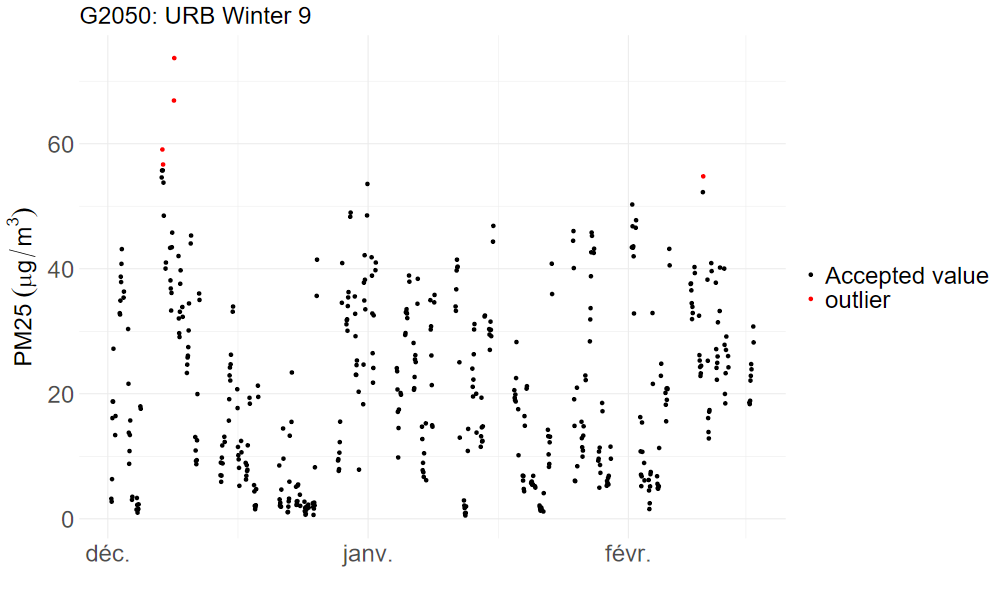 G2050: URB Winter 9
PM25 (μg/m³)
60
40
20
0
déc.
janv.
févr.
Accepted value
outlier